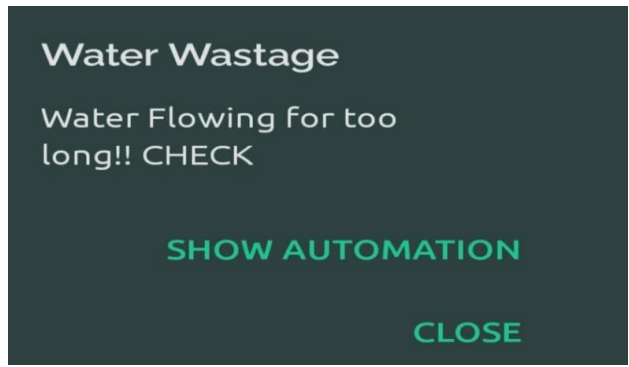 Water Wastage
Water Flowing for too
long!! CHECK
SHOW AUTOMATION
CLOSE